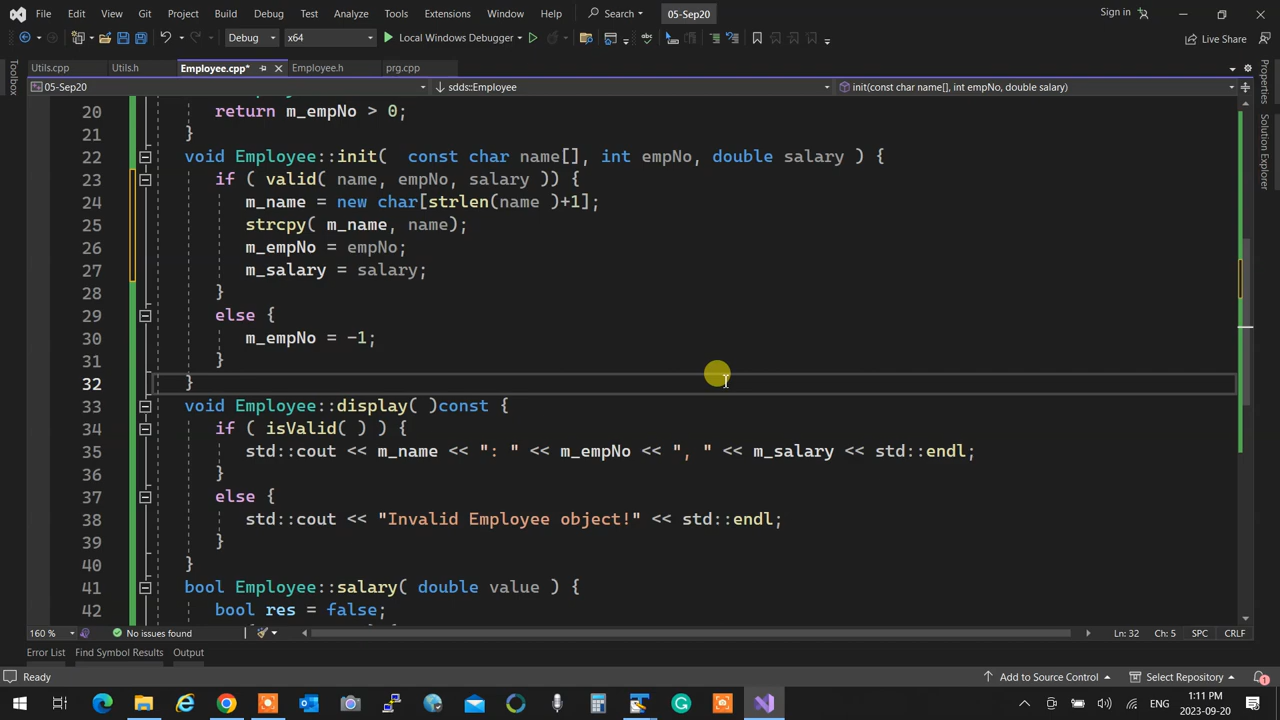 File Edit View Git Project Build Debug Test Analyze Tools Extensions Window Help Search 05-Sep20 Sign in
Debug x64 Local Windows Debugger Live Share
Utils.cpp Utils.h Employee.cpp* Employee.h prg.cpp
05-Sep20 sdds::Employee init(const char name[], int empNo, double salary)
Toolbox
Properties
Solution Explorer
20 return m_empNo > 0;
21 }
22 void Employee::init(  const char name[], int empNo, double salary ) {
23 if ( valid( name, empNo, salary )) {
24 m_name = new char[strlen(name )+1];
25 strcpy( m_name, name);
26 m_empNo = empNo;
27 m_salary = salary;
28 }
29 else {
30 m_empNo = -1;
31 }
32 }
33 void Employee::display( )const {
34 if ( isValid( ) ) {
35 std::cout << m_name << ": " << m_empNo << ", " << m_salary << std::endl;
36 }
37 else {
38 std::cout << "Invalid Employee object!" << std::endl;
39 }
40 }
41 bool Employee::salary( double value ) {
42 bool res = false;
160 % No issues found Ln: 32 Ch: 5 SPC CRLF
Error List Find Symbol Results Output
Ready Add to Source Control Select Repository 1
ENG 1:11 PM
2023-09-20